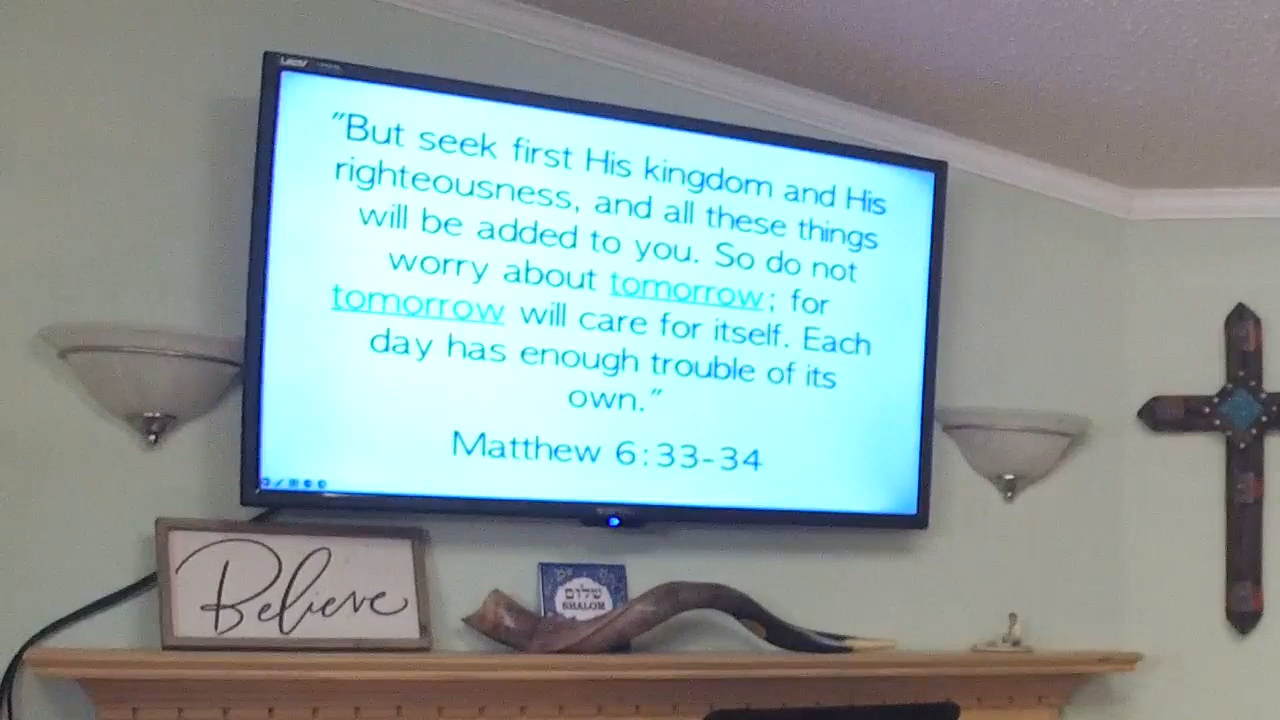 "But seek first His kingdom and His
righteousness, and all these things
will be added to you. So do not
worry about tomorrow; for
tomorrow will care for itself. Each
day has enough trouble of its
own."
Matthew 6:33-34
Believe
שלום
SHALOM